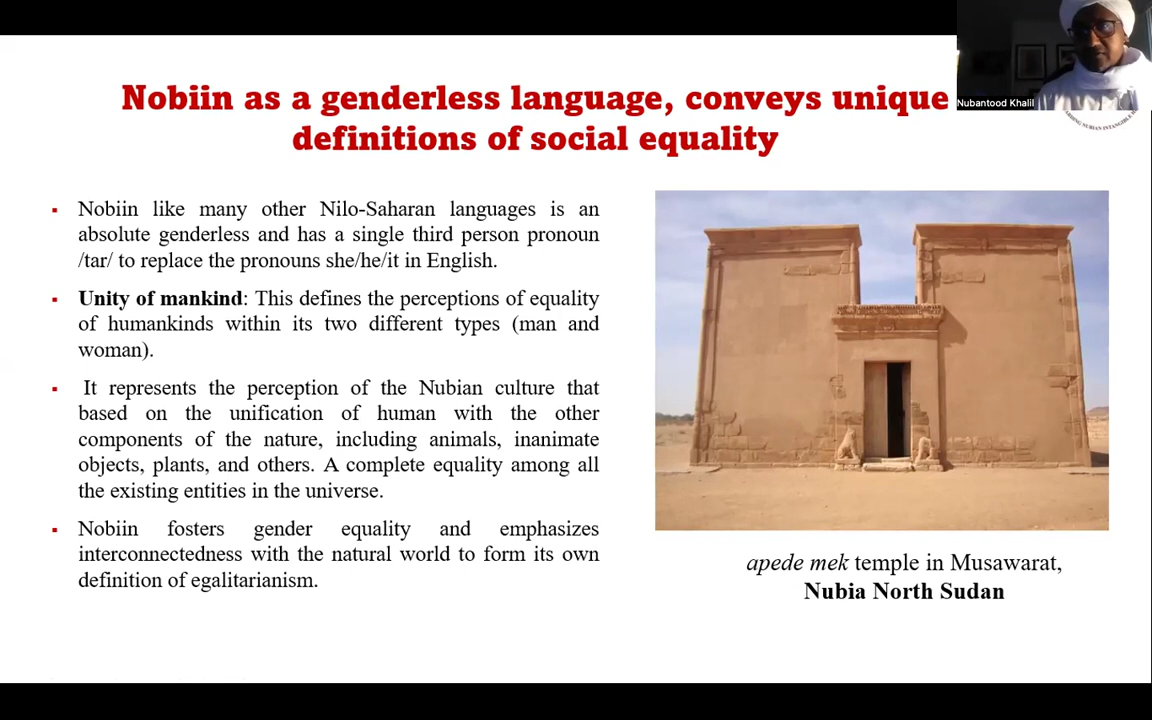 Nobiin as a genderless language, conveys unique
definitions of social equality
Nubantood Khalil
▪ Nobiin like many other Nilo-Saharan languages is an
absolute genderless and has a single third person pronoun
/tar/ to replace the pronouns she/he/it in English.
▪ Unity of mankind: This defines the perceptions of equality
of humankinds within its two different types (man and
woman).
▪ It represents the perception of the Nubian culture that
based on the unification of human with the other
components of the nature, including animals, inanimate
objects, plants, and others. A complete equality among all
the existing entities in the universe.
▪ Nobiin fosters gender equality and emphasizes
interconnectedness with the natural world to form its own
definition of egalitarianism.
apede mek temple in Musawarat,
Nubia North Sudan